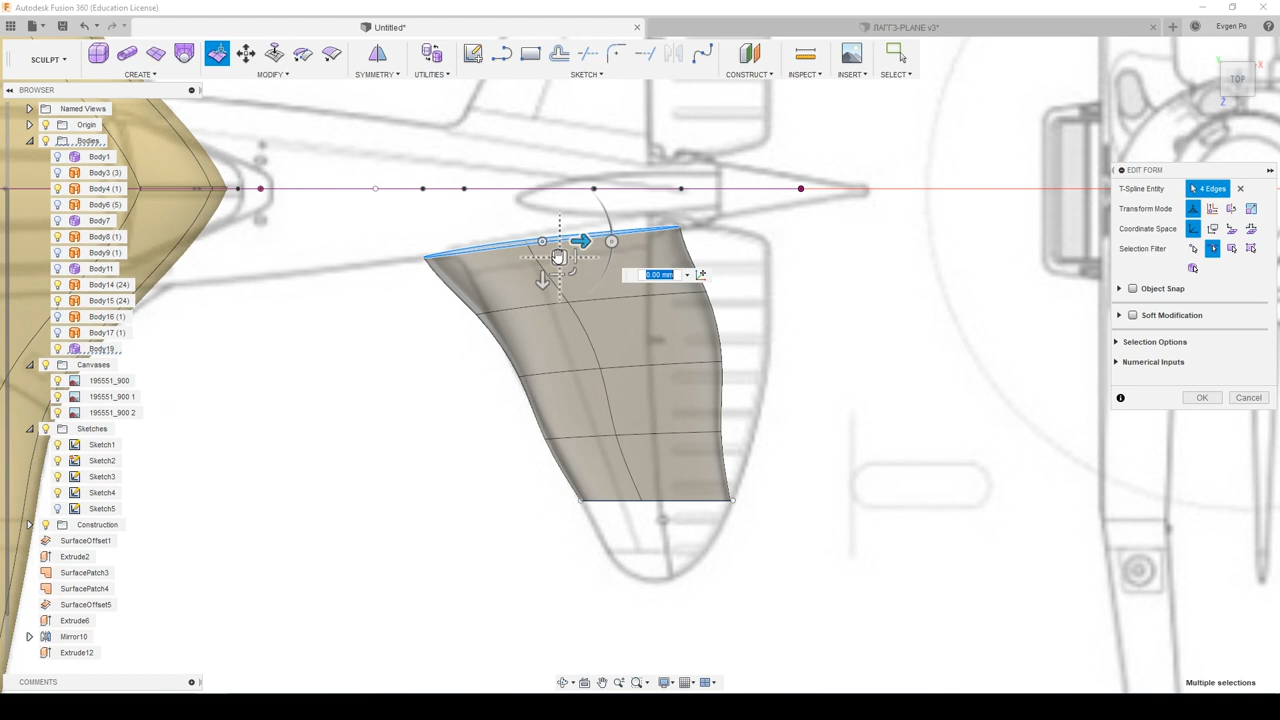 Autodesk Fusion 360 (Education License)
Untitled*
ЛАГГ3-PLANE v3*
Evgen Po
SCULPT
CREATE
MODIFY
SYMMETRY
UTILITIES
SKETCH
CONSTRUCT
INSPECT
INSERT
SELECT
BROWSER
Named Views
Origin
Bodies
Body1
Body3 (3)
Body4 (1)
Body6 (5)
Body7
Body8 (1)
Body9 (1)
Body11
Body14 (24)
Body15 (24)
Body16 (1)
Body17 (1)
Body19
Canvases
195551_900
195551_900 1
195551_900 2
Sketches
Sketch1
Sketch2
Sketch3
Sketch4
Sketch5
Construction
SurfaceOffset1
Extrude2
SurfacePatch3
SurfacePatch4
SurfaceOffset5
Extrude6
Mirror10
Extrude12
COMMENTS
0.00 mm
TOP
X
Y
Z
EDIT FORM
T-Spline Entity
4 Edges
Transform Mode
Coordinate Space
Selection Filter
Object Snap
Soft Modification
Selection Options
Numerical Inputs
OK
Cancel
Multiple selections